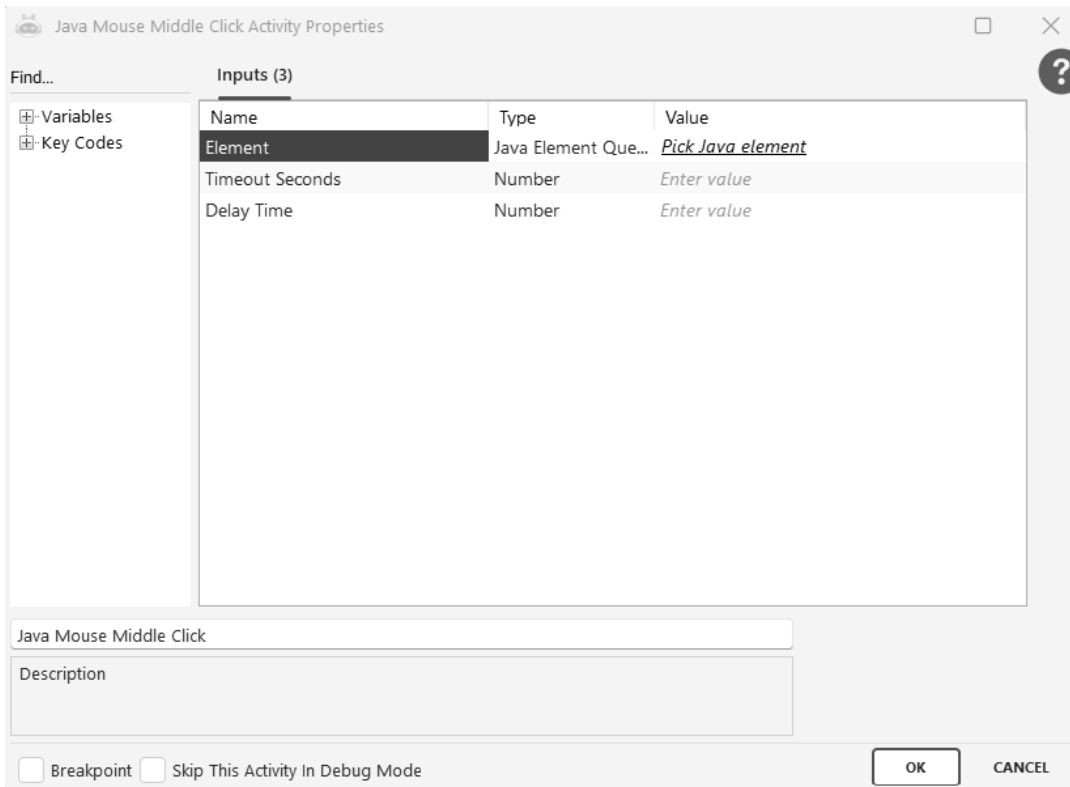 Java Mouse Middle Click Activity Properties
?
Find...
Inputs (3)
Variables
Key Codes
Name Type Value
Element Java Element Que... Pick Java element
Timeout Seconds Number Enter value
Delay Time Number Enter value
Java Mouse Middle Click
Description
Breakpoint Skip This Activity In Debug Mode OK CANCEL